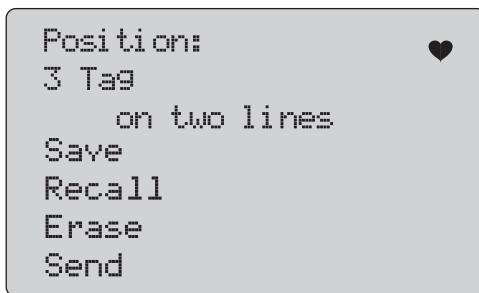 Position:
3 Tag
on two lines
Save
Recall
Erase
Send